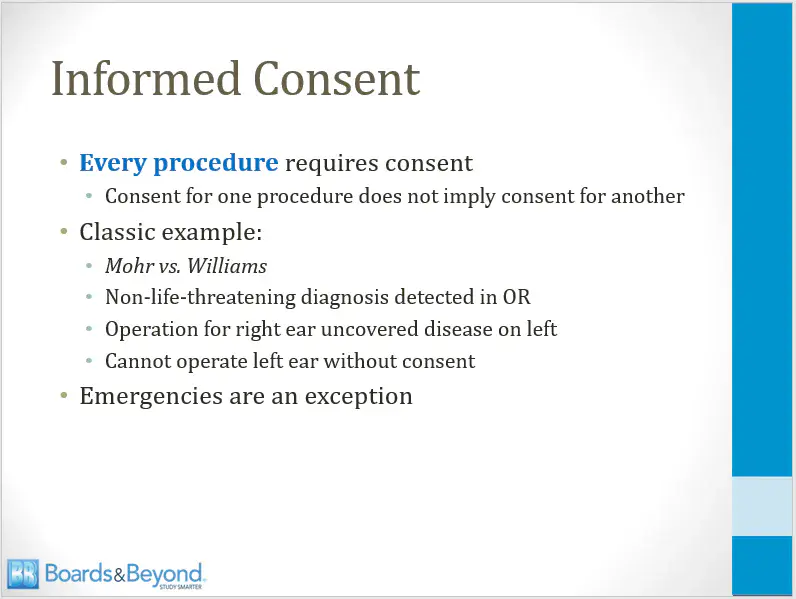 Informed Consent
• Every procedure requires consent
• Consent for one procedure does not imply consent for another
• Classic example:
• Mohr vs. Williams
• Non-life-threatening diagnosis detected in OR
• Operation for right ear uncovered disease on left
• Cannot operate left ear without consent
• Emergencies are an exception
BB Boards&Beyond
STUDY SMARTER